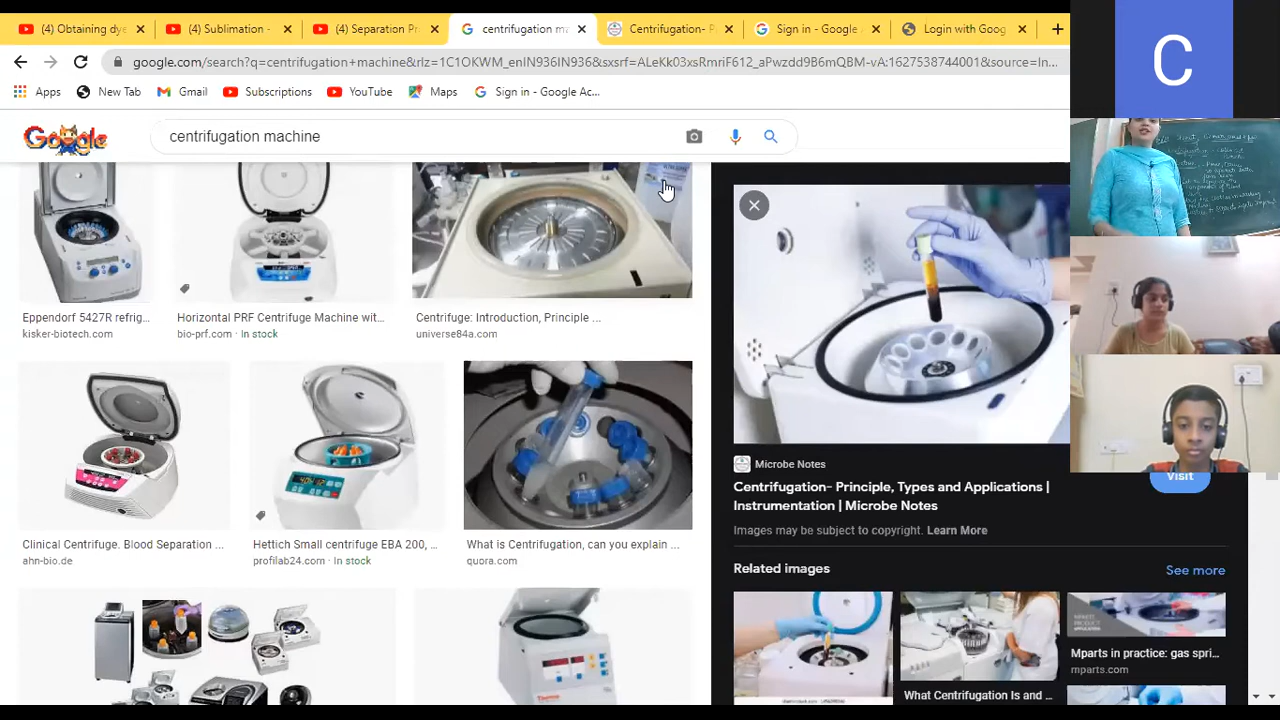 (4) Obtaining dye
(4) Sublimation -
(4) Separation Pr
centrifugation ma
Centrifugation- P
Sign in - Google A
Login with Goog
google.com/search?q=centrifugation+machine&rlz=1C1OKWM_enIN936IN936&sxsrf=ALeKk03xsRmriF612_aPwzdd9B6mQBM-vA:1627538744001&source=ln...
Apps
New Tab
Gmail
Subscriptions
YouTube
Maps
Sign in - Google Ac...
C
Google
centrifugation machine
Eppendorf 5427R refrig...
kisker-biotech.com
Horizontal PRF Centrifuge Machine wit...
bio-prf.com · In stock
Centrifuge: Introduction, Principle ...
universe84a.com
Clinical Centrifuge. Blood Separation ...
ahn-bio.de
Hettich Small centrifuge EBA 200, ...
profilab24.com · In stock
What is Centrifugation, can you explain ...
quora.com
Microbe Notes
Visit
Centrifugation- Principle, Types and Applications |
Instrumentation | Microbe Notes
Images may be subject to copyright. Learn More
Related images
See more
What Centrifugation Is and ...
Mparts in practice: gas spri...
mparts.com